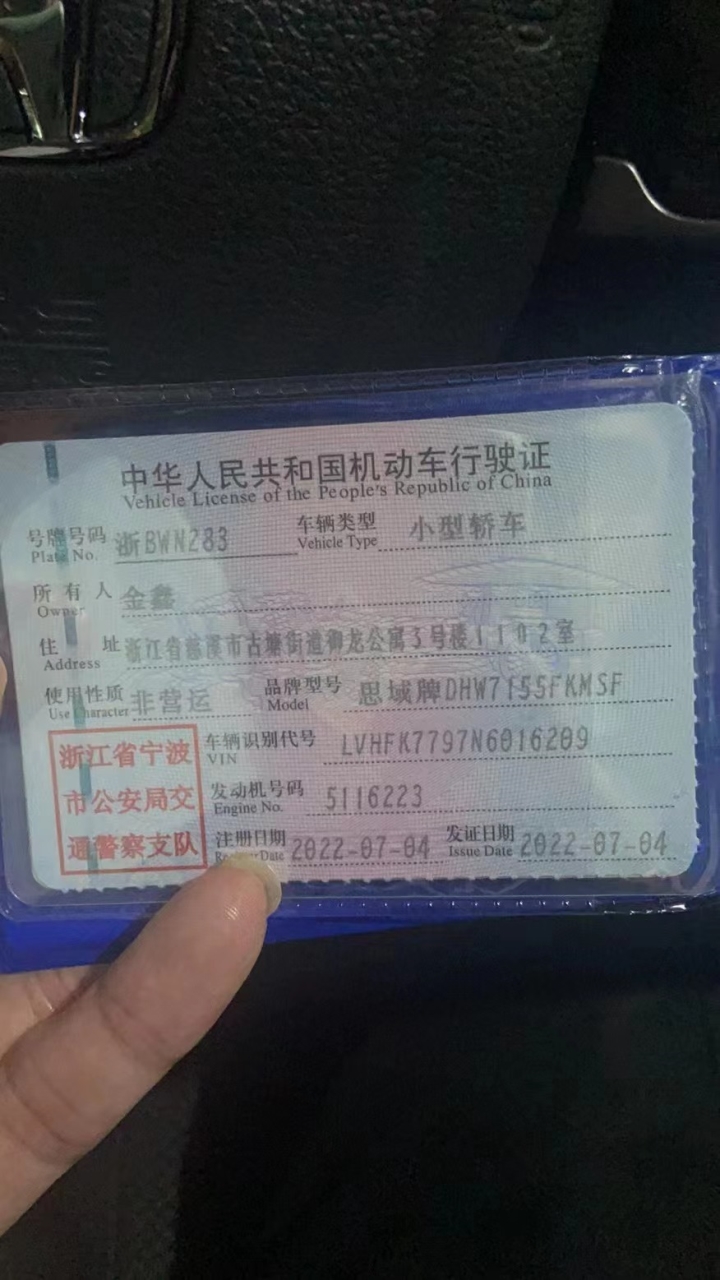 中华人民共和国机动车行驶证
Vehicle License of the People's Republic of China
号牌号码 浙BWN283 车辆类型 小型轿车
Plate No. Vehicle Type
所有人 金鑫
Owner
住址 浙江省慈溪市古塘街道御龙公寓3号楼1102室
Address
使用性质 非营运 品牌型号 思域牌DHW7155FKMSF
Use Character Model
浙江省宁波
市公安局交
通警察支队
车辆识别代号 LVHFK7797N6016209
VIN
发动机号码 5116223
Engine No.
注册日期 2022-07-04 发证日期 2022-07-04
Register Date Issue Date